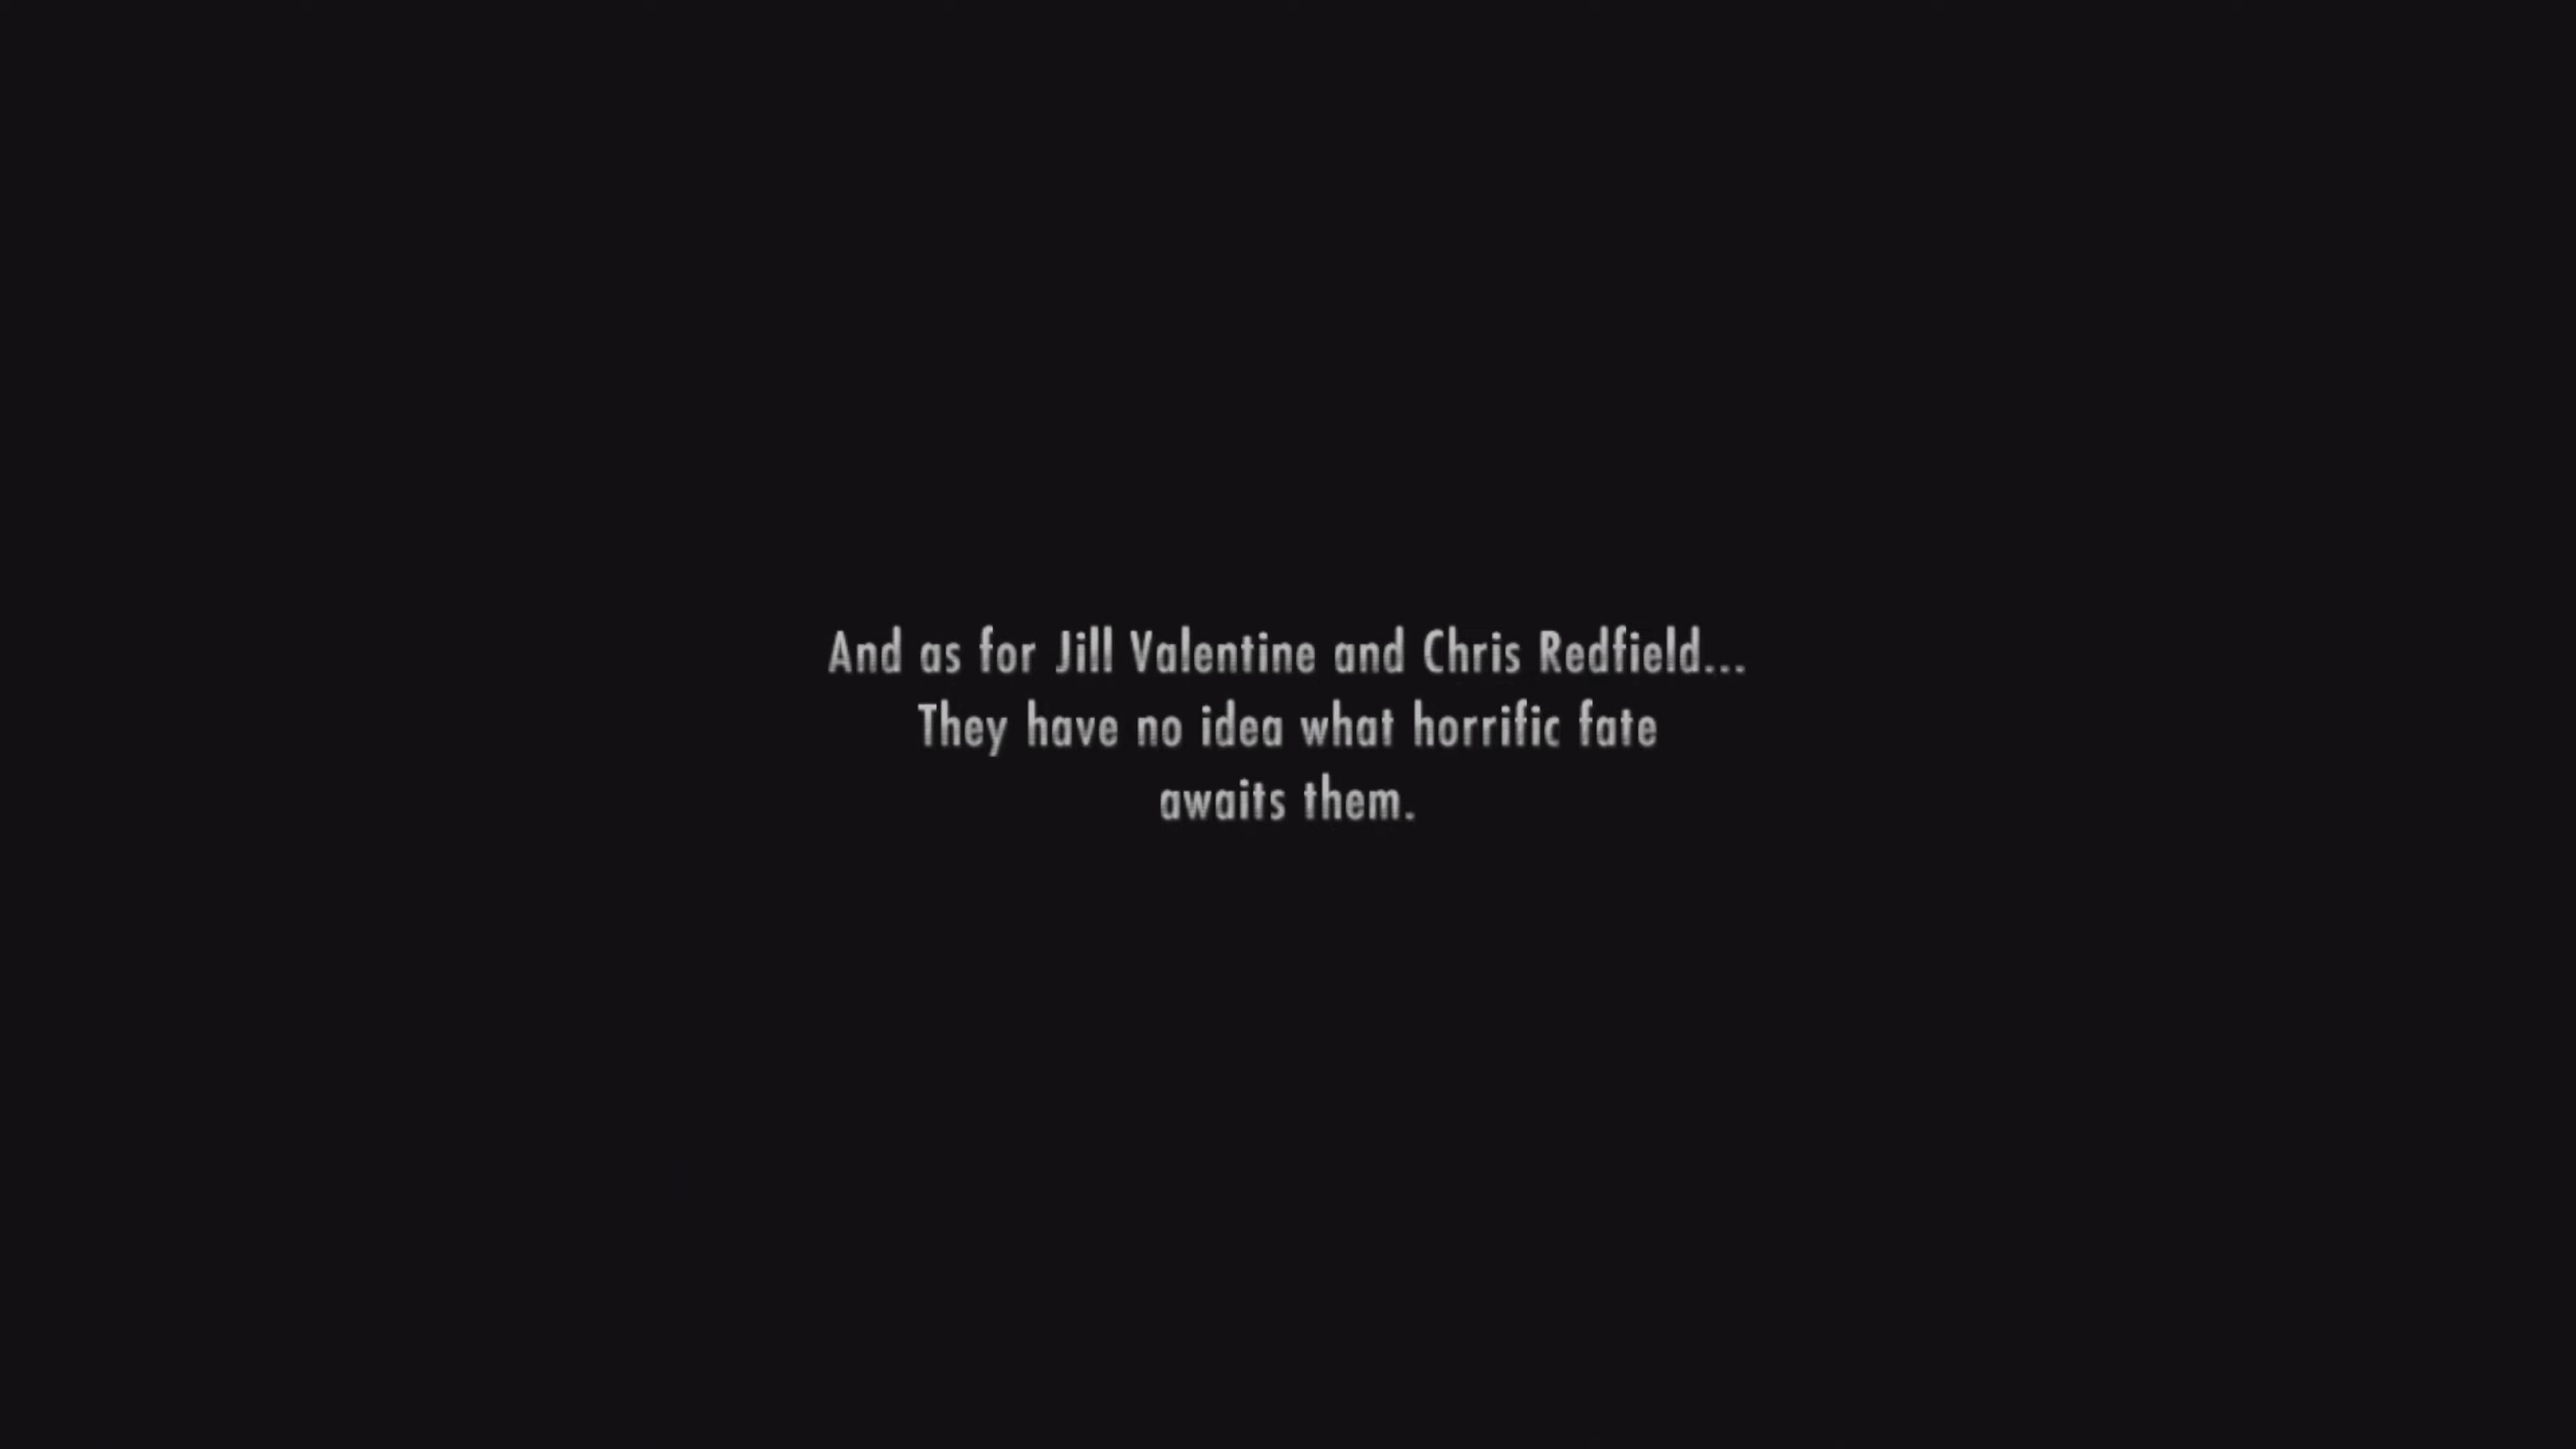 And as for Jill Valentine and Chris Redfield...
They have no idea what horrific fate
awaits them.